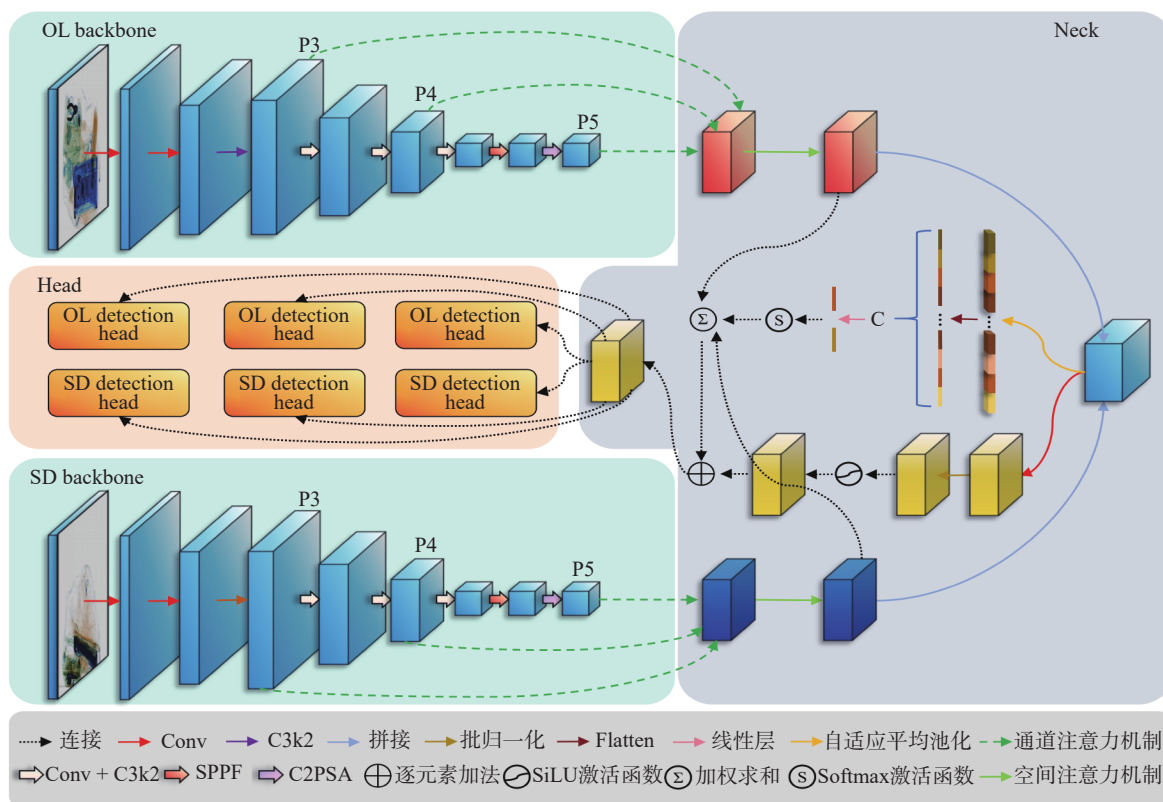 OL backbone
P3
P4
P5
Neck
Head
OL detection
head
OL detection
head
OL detection
head
SD detection
head
SD detection
head
SD detection
head
Σ
S
C
SD backbone
P3
P4
P5
连接
Conv
C3k2
拼接
批归一化
Flatten
线性层
自适应平均池化
通道注意力机制
Conv + C3k2
SPPF
C2PSA
逐元素加法
SiLU激活函数
Σ
加权求和
S
Softmax激活函数
空间注意力机制